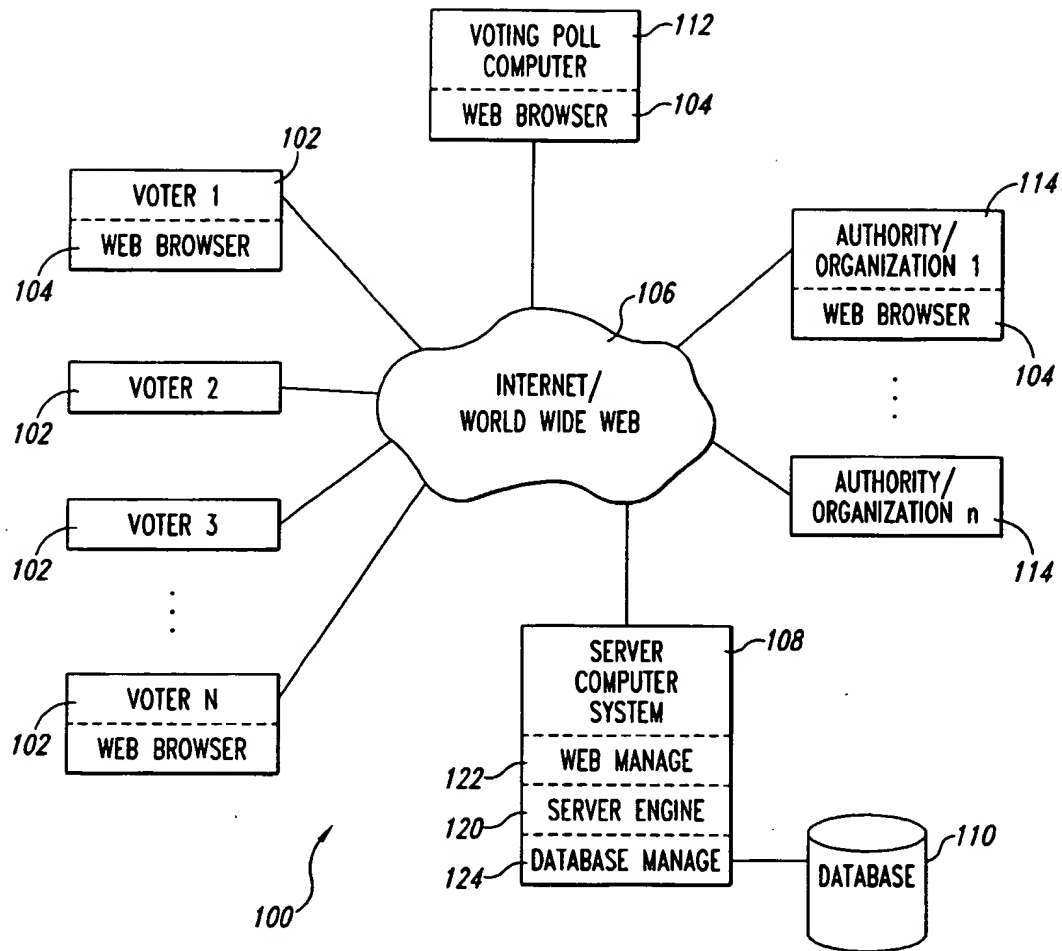 VOTING POLL
COMPUTER
112
WEB BROWSER
104
102
VOTER 1
WEB BROWSER
104
114
AUTHORITY/
ORGANIZATION 1
WEB BROWSER
104
106
INTERNET/
WORLD WIDE WEB
VOTER 2
102
VOTER 3
102
AUTHORITY/
ORGANIZATION n
114
VOTER N
102
WEB BROWSER
108
SERVER
COMPUTER
SYSTEM
122
WEB MANAGE
120
SERVER ENGINE
124
DATABASE MANAGE
110
DATABASE
100